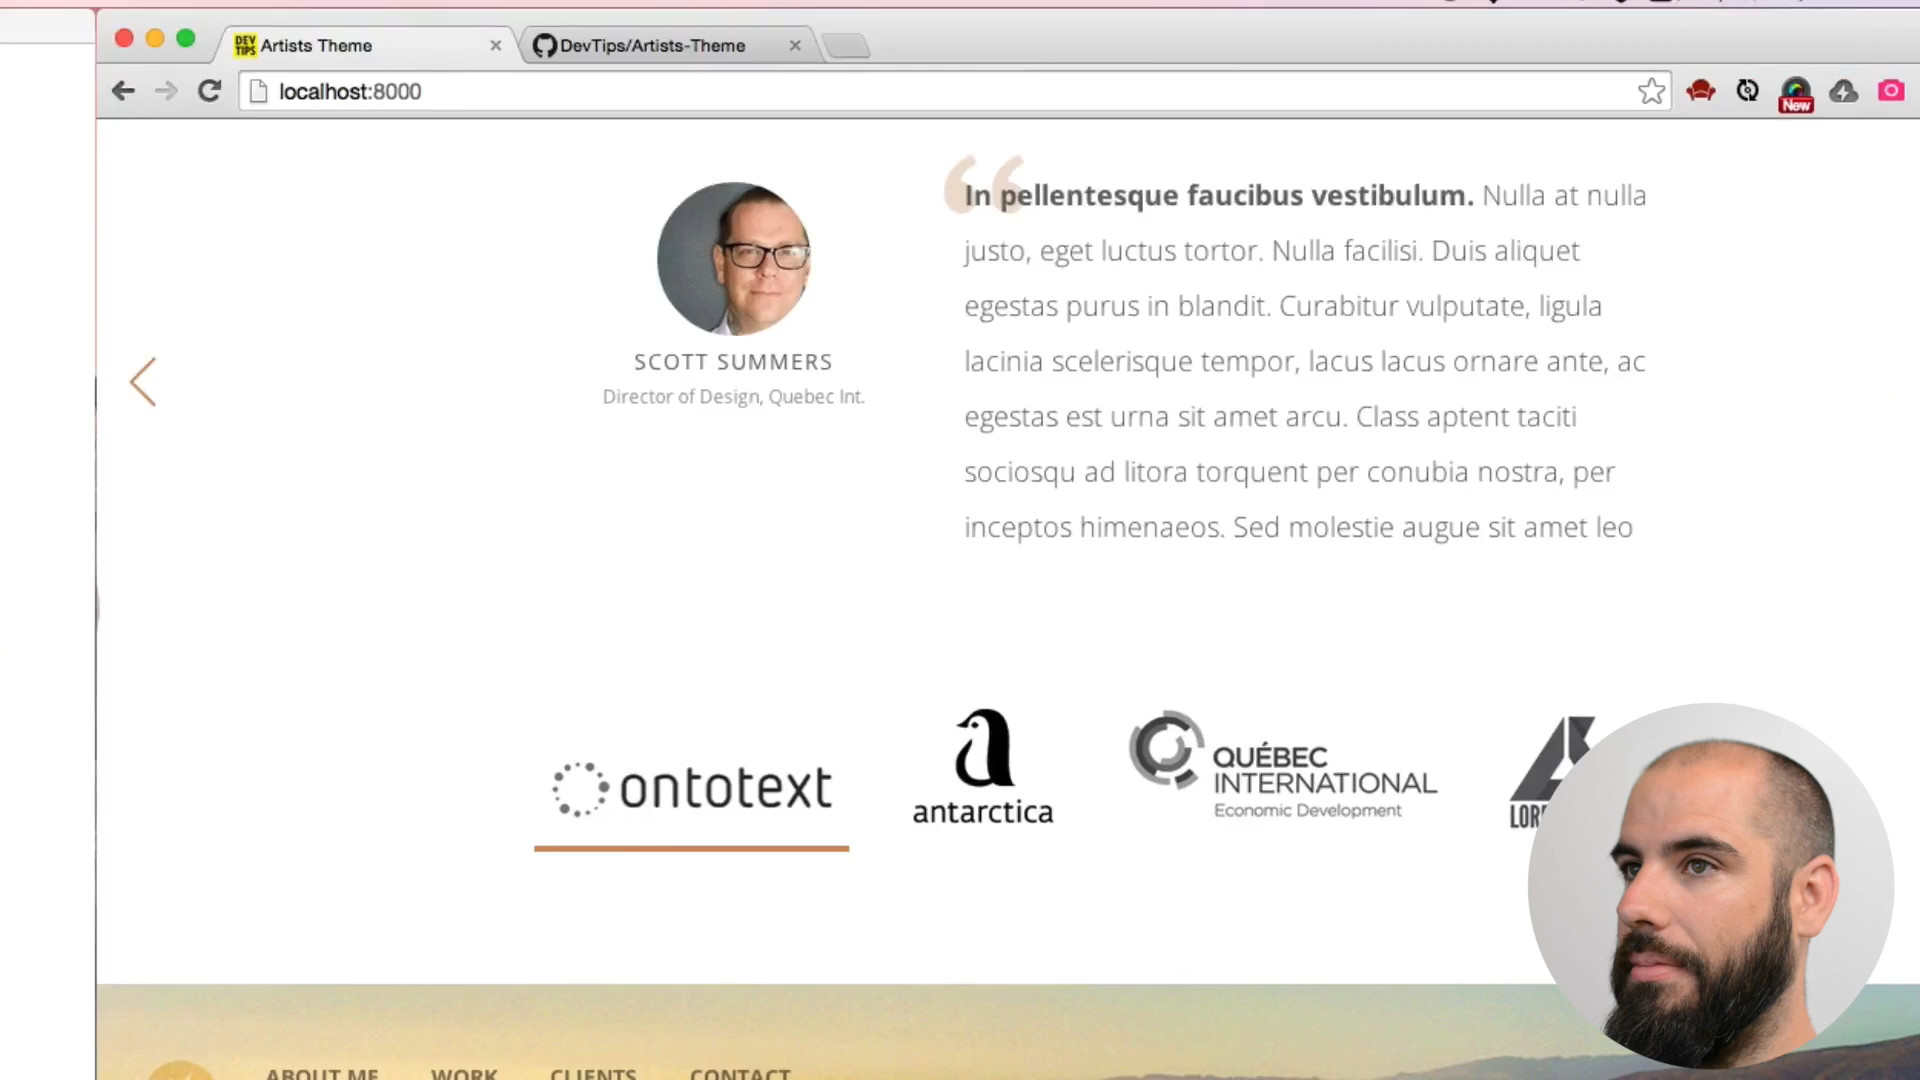 DEV TIPS Artists Theme
DevTips/Artists-Theme
localhost:8000
New
In pellentesque faucibus vestibulum. Nulla at nulla
justo, eget luctus tortor. Nulla facilisi. Duis aliquet
egestas purus in blandit. Curabitur vulputate, ligula
lacinia scelerisque tempor, lacus lacus ornare ante, ac
egestas est urna sit amet arcu. Class aptent taciti
sociosqu ad litora torquent per conubia nostra, per
inceptos himenaeos. Sed molestie augue sit amet leo
SCOTT SUMMERS
Director of Design, Quebec Int.
ontotext
antarctica
QUÉBEC
INTERNATIONAL
Economic Development
ABOUT ME WORK CLIENTS CONTACT